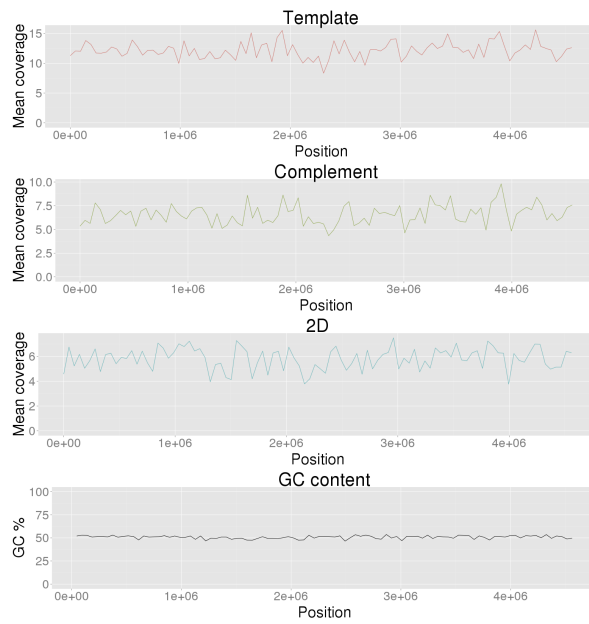 Template
Mean coverage
15
10
5
0
0e+00 1e+06 2e+06 3e+06 4e+06
Position
Complement
Mean coverage
10.0
7.5
5.0
2.5
0.0
0e+00 1e+06 2e+06 3e+06 4e+06
Position
2D
Mean coverage
6
4
2
0
0e+00 1e+06 2e+06 3e+06 4e+06
Position
GC content
GC %
100
75
50
25
0
0e+00 1e+06 2e+06 3e+06 4e+06
Position